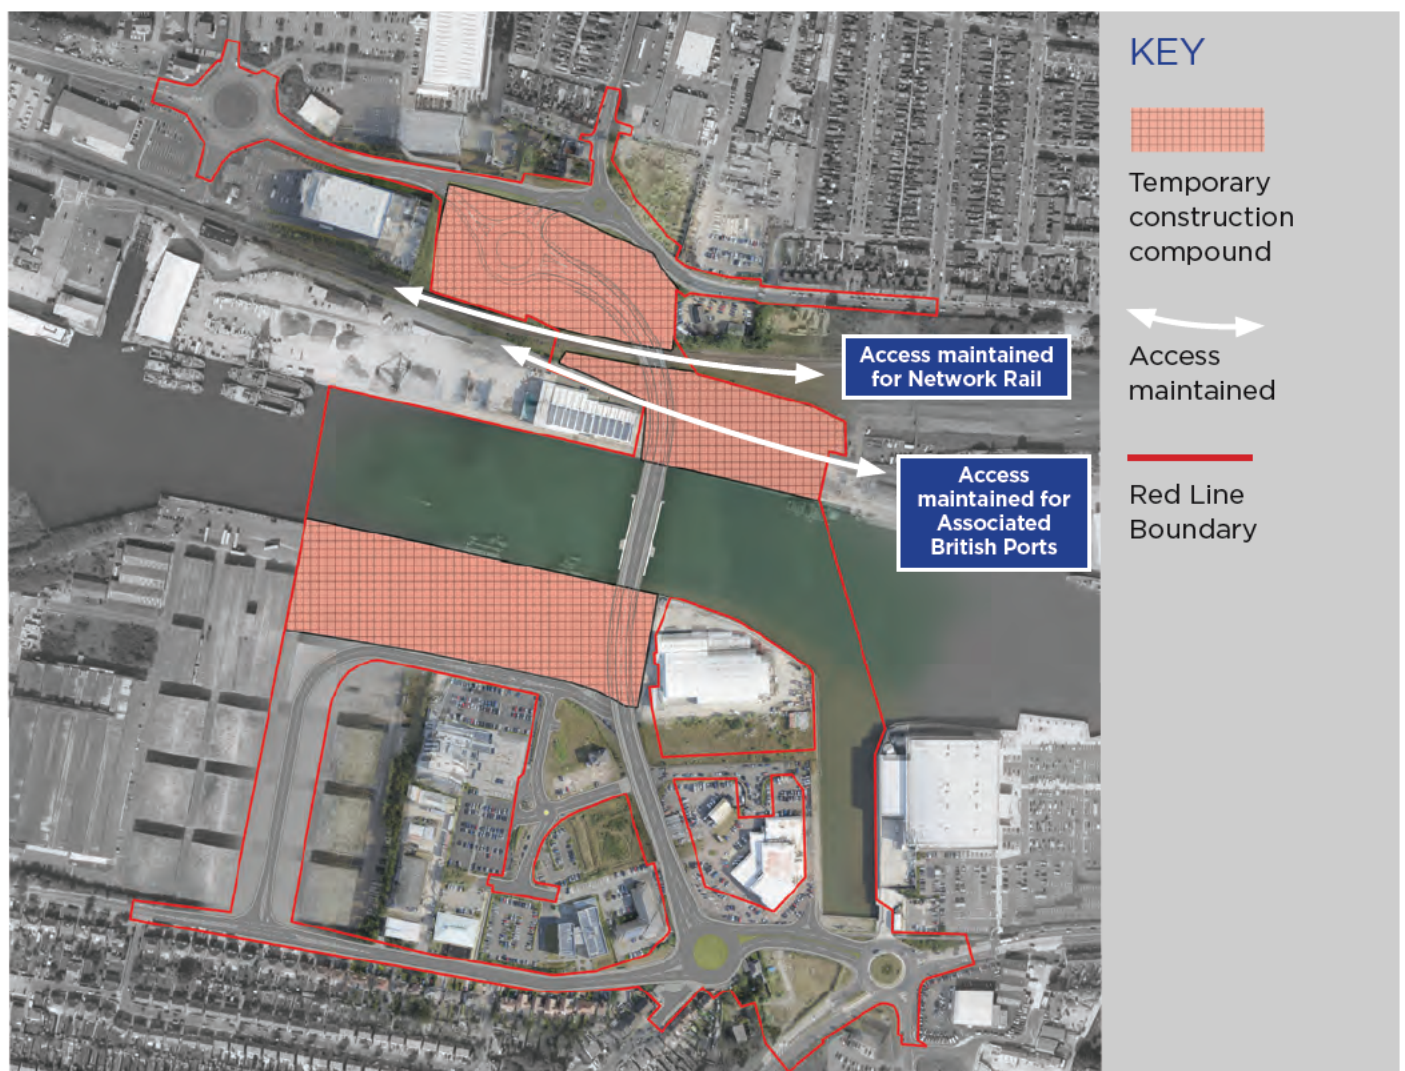 KEY
Temporary
construction
compound
Access
maintained
Red Line
Boundary
Access maintained
for Network Rail
Access
maintained for
Associated
British Ports